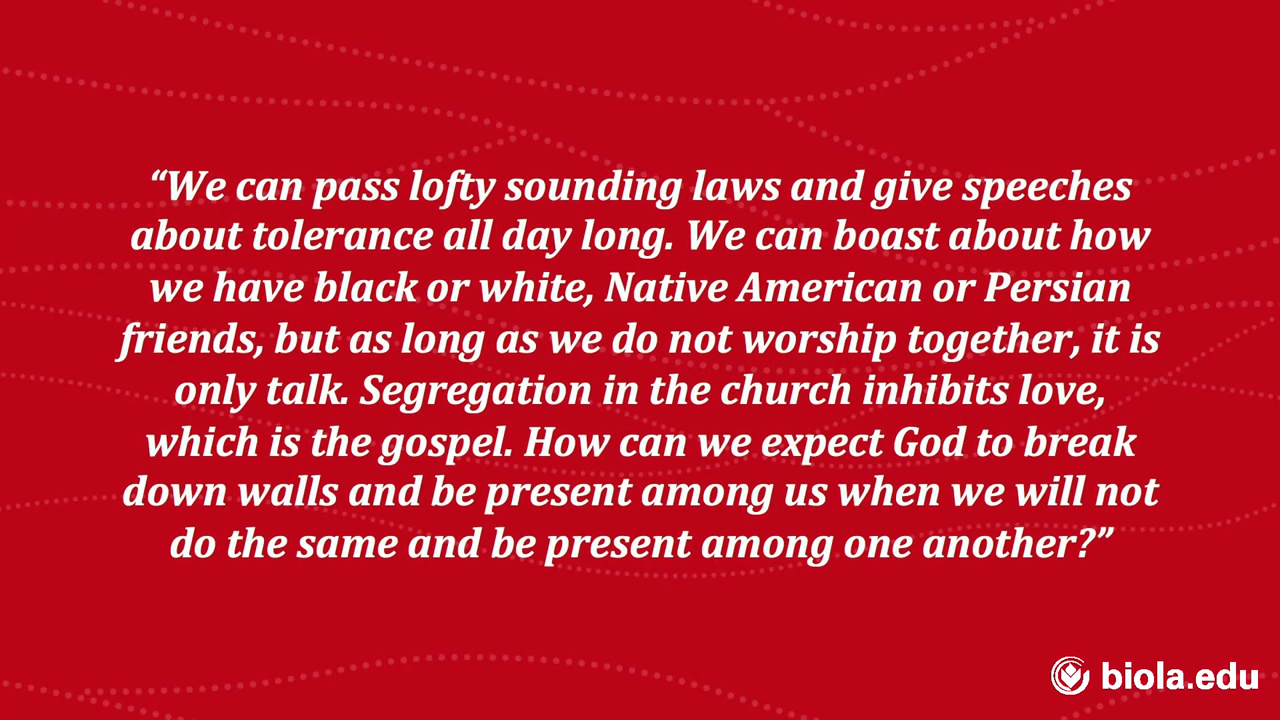 “We can pass lofty sounding laws and give speeches
about tolerance all day long. We can boast about how
we have black or white, Native American or Persian
friends, but as long as we do not worship together, it is
only talk. Segregation in the church inhibits love,
which is the gospel. How can we expect God to break
down walls and be present among us when we will not
do the same and be present among one another?”
biola.edu